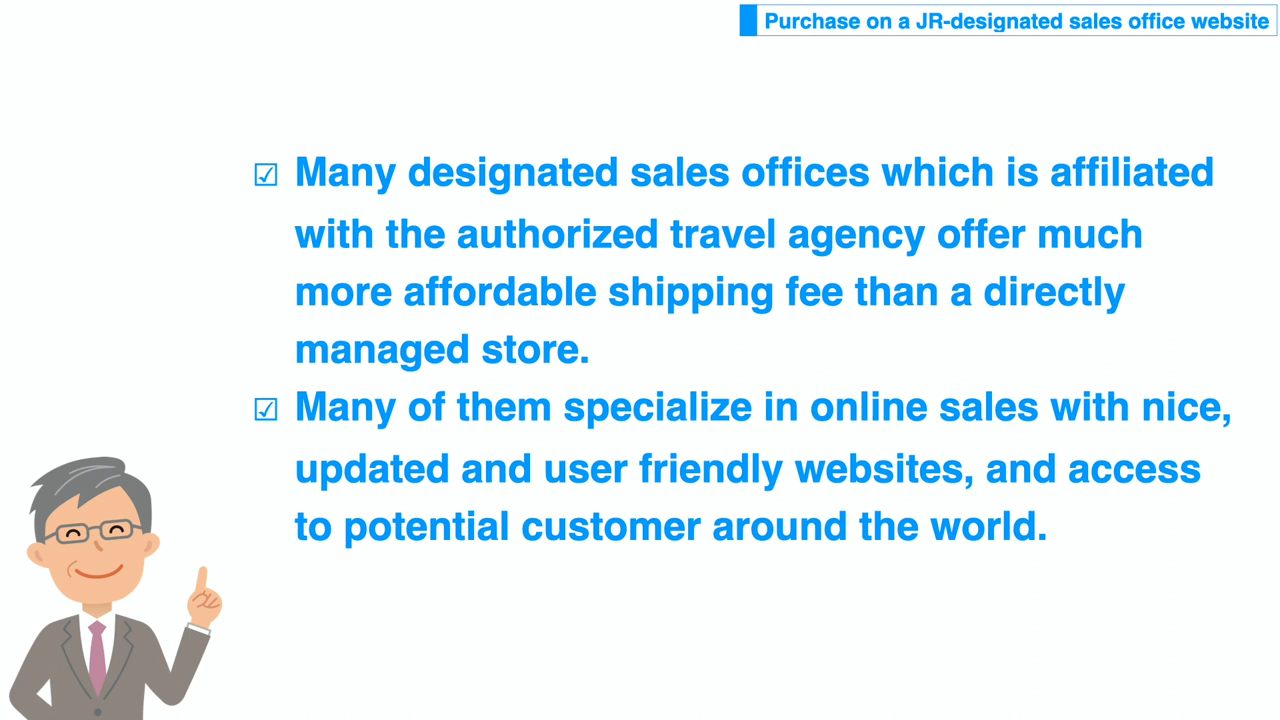 Purchase on a JR-designated sales office website
☑ Many designated sales offices which is affiliated
with the authorized travel agency offer much
more affordable shipping fee than a directly
managed store.
☑ Many of them specialize in online sales with nice,
updated and user friendly websites, and access
to potential customer around the world.